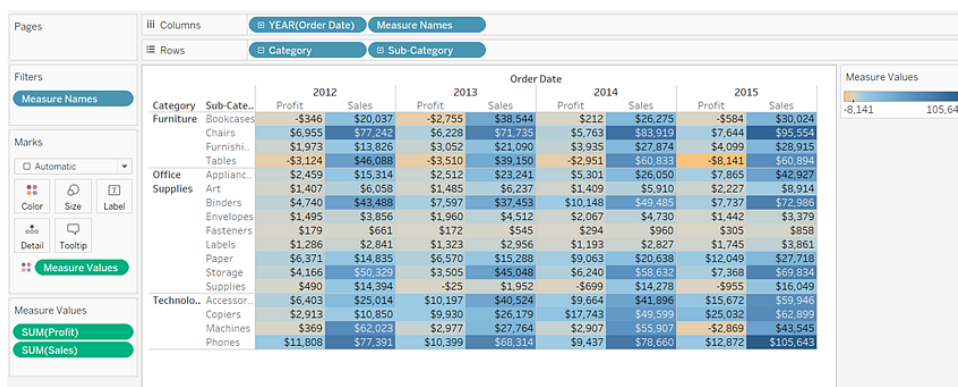 Pages
Columns YEAR(Order Date) Measure Names
Rows Category Sub-Category
Filters
Measure Names
Marks
Automatic
Color Size Label
Detail Tooltip
Measure Values
Measure Values
SUM(Profit)
SUM(Sales)
Order Date
2012 2013 2014 2015
Category Sub-Cate.. Profit Sales Profit Sales Profit Sales Profit Sales
Furniture Bookcases -$346 $20,037 -$2,755 $38,544 $212 $26,275 -$584 $30,024
Chairs $6,955 $77,242 $6,228 $71,735 $5,763 $83,919 $7,644 $95,554
Furnishi.. $1,973 $13,826 $3,052 $21,090 $3,935 $27,874 $4,099 $28,915
Tables -$3,124 $46,088 -$3,510 $39,150 -$2,951 $60,833 -$8,141 $60,894
Office Supplies Applianc.. $2,459 $15,314 $2,512 $23,241 $5,301 $26,050 $7,865 $42,927
Art $1,407 $6,058 $1,485 $6,237 $1,409 $5,910 $2,227 $8,914
Binders $4,740 $43,488 $7,597 $37,453 $10,148 $49,485 $7,737 $72,986
Envelopes $1,495 $3,856 $1,960 $4,512 $2,067 $4,730 $1,442 $3,379
Fasteners $179 $661 $172 $545 $294 $960 $305 $858
Labels $1,286 $2,841 $1,323 $2,956 $1,193 $2,827 $1,745 $3,861
Paper $6,371 $14,835 $6,570 $15,288 $9,063 $20,638 $12,049 $27,718
Storage $4,166 $50,329 $3,505 $45,048 $6,240 $58,632 $7,368 $69,834
Supplies $490 $14,394 -$25 $1,952 -$699 $14,278 -$955 $16,049
Technolo.. Accessor.. $6,403 $25,014 $10,197 $40,524 $9,664 $41,896 $15,672 $59,946
Copiers $2,913 $10,850 $9,930 $26,179 $17,743 $49,599 $25,032 $62,899
Machines $369 $62,023 $2,977 $27,764 $2,907 $55,907 -$2,869 $43,545
Phones $11,808 $77,391 $10,399 $68,314 $9,437 $78,660 $12,872 $105,643
Measure Values
-8,141 105,64